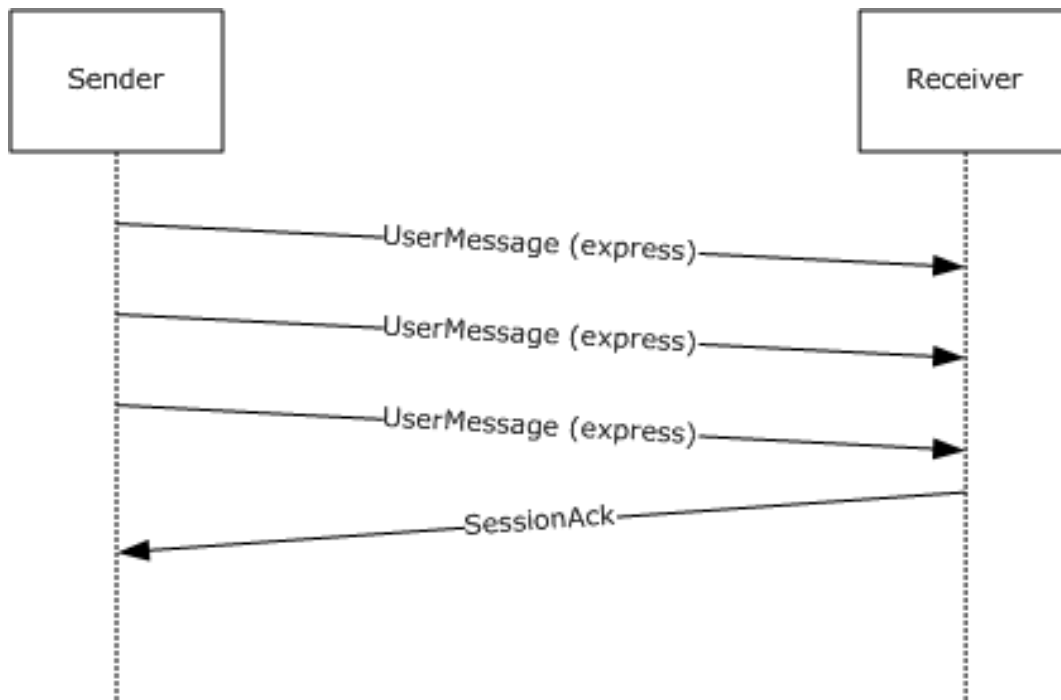 Sender
Receiver
UserMessage (express)
UserMessage (express)
UserMessage (express)
SessionAck